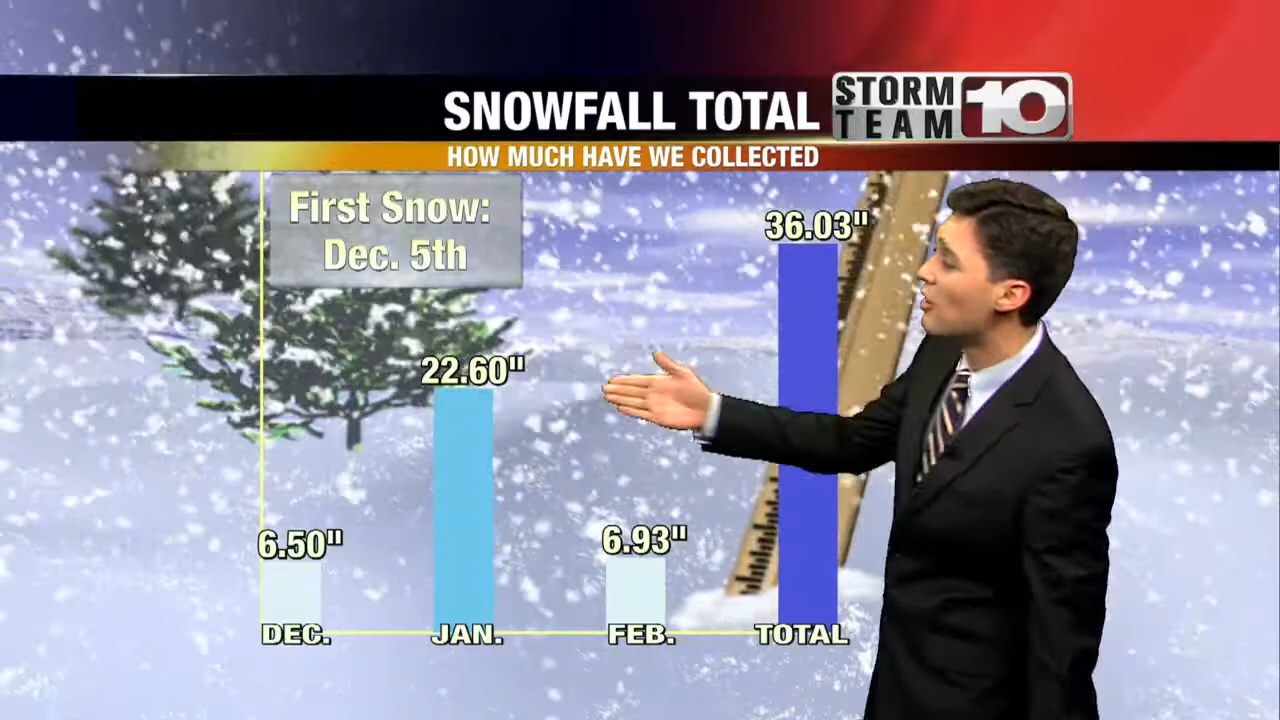 SNOWFALL TOTAL
STORM TEAM 10
HOW MUCH HAVE WE COLLECTED
First Snow:
Dec. 5th
36.03"
22.60"
6.50"
6.93"
DEC.
JAN.
FEB.
TOTAL